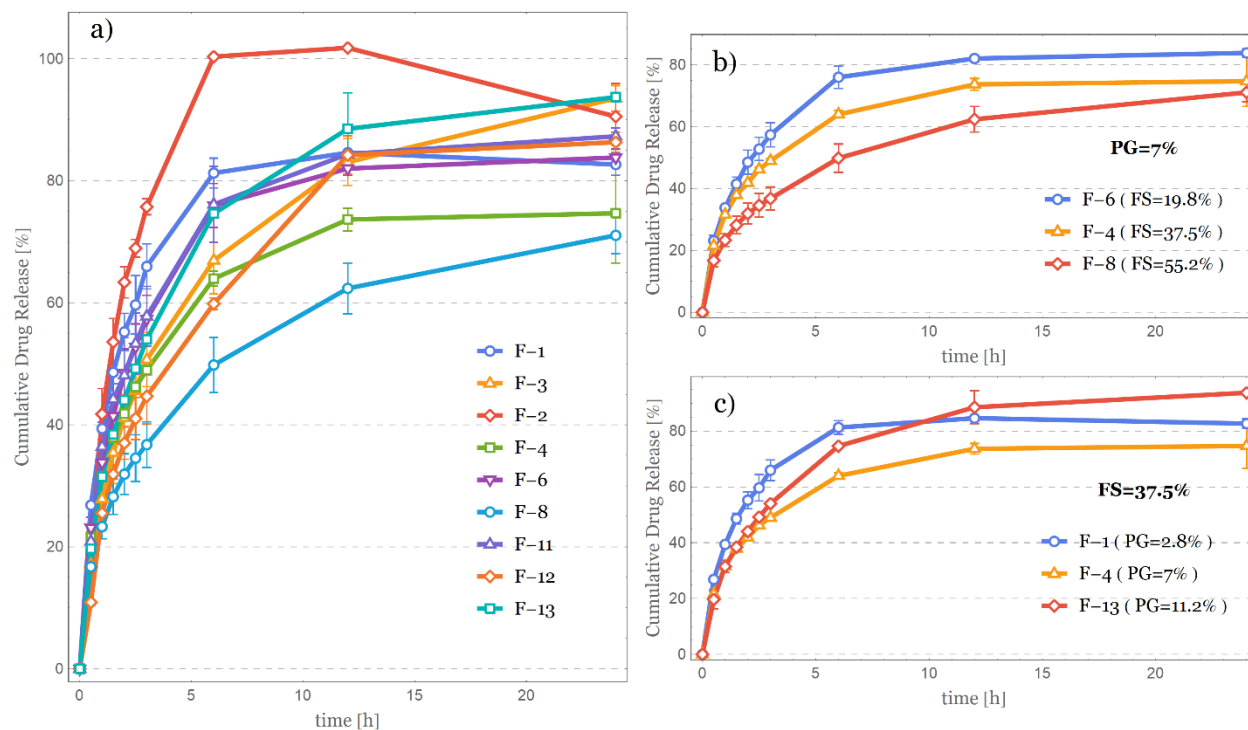 a)
Cumulative Drug Release [%]
100
80
60
40
20
0
F−1
F−3
F−2
F−4
F−6
F−8
F−11
F−12
F−13
0 5 10 15 20
time [h]
b)
Cumulative Drug Release [%]
80
60
40
20
0
PG=7%
F−6 ( FS=19.8% )
F−4 ( FS=37.5% )
F−8 ( FS=55.2% )
0 5 10 15 20
time [h]
c)
Cumulative Drug Release [%]
80
60
40
20
0
FS=37.5%
F−1 ( PG=2.8% )
F−4 ( PG=7% )
F−13 ( PG=11.2% )
0 5 10 15 20
time [h]